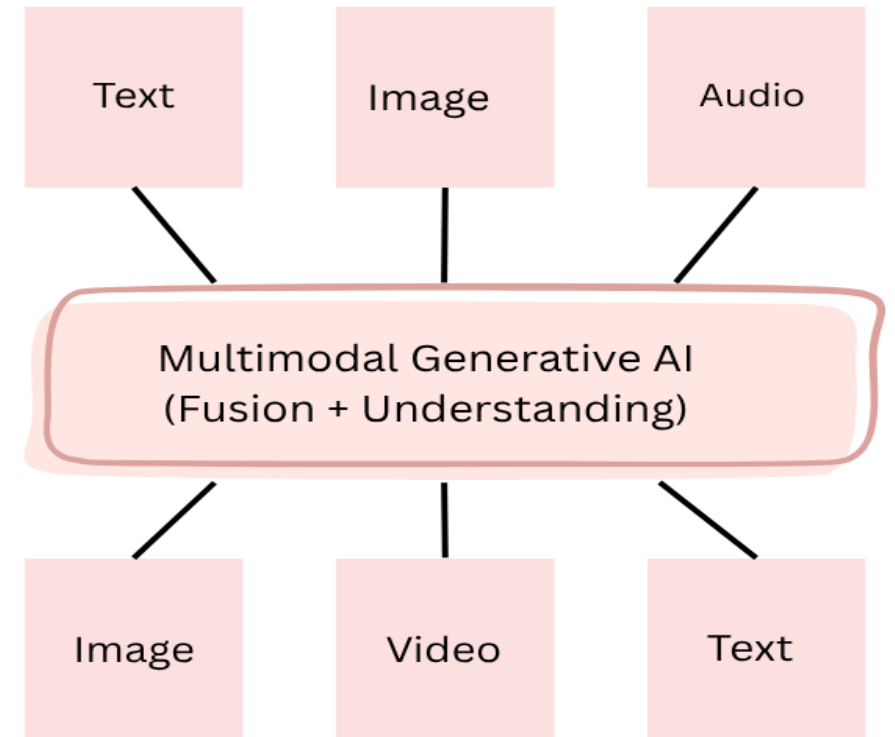 Text
Image
Audio
Multimodal Generative AI
(Fusion + Understanding)
Image
Video
Text